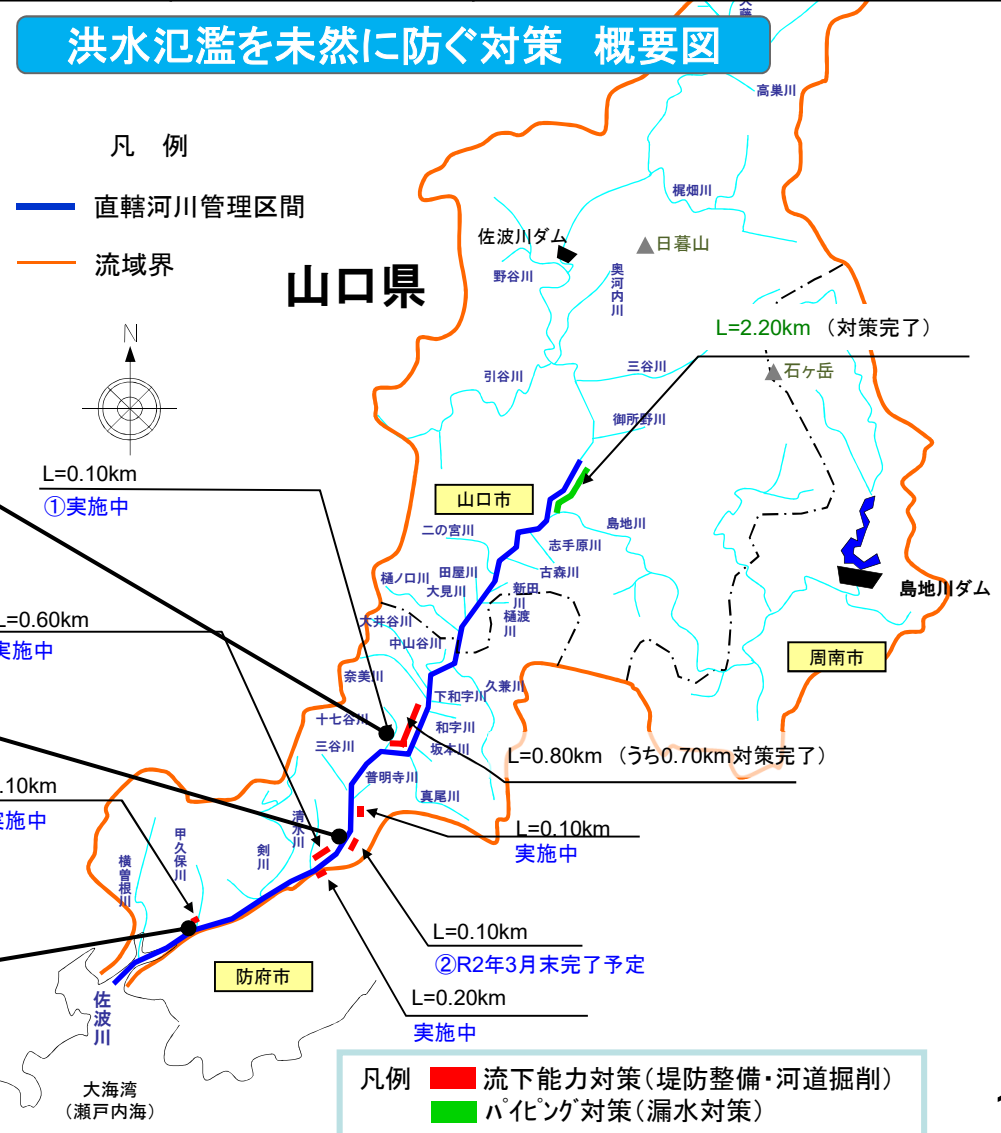 洪水氾濫を未然に防ぐ対策 概要図
高巣川
凡 例
直轄河川管理区間
流域界
N
山口県
梶畑川
佐波川ダム
日暮山
野谷川
奥河内川
L=2.20km (対策完了)
引谷川
三谷川
石ヶ岳
御所野川
L=0.10km
①実施中
山口市
二の宮川
島地川
志手原川
古森川
田屋川
樋ノ口川
大見川
新田川
樋渡川
島地川ダム
L=0.60km
実施中
大井谷川
中山谷川
周南市
奈美川
久兼川
下和字川
十七谷川
和字川
三谷川
坂本川
L=0.80km (うち0.70km対策完了)
普明寺川
真尾川
.10km
実施中
清水川
L=0.10km
実施中
甲久保川
剣川
横曽根川
L=0.10km
②R2年3月末完了予定
防府市
L=0.20km
実施中
佐波川
大海湾
(瀬戸内海)
凡例
流下能力対策(堤防整備・河道掘削)
パイピング対策(漏水対策)